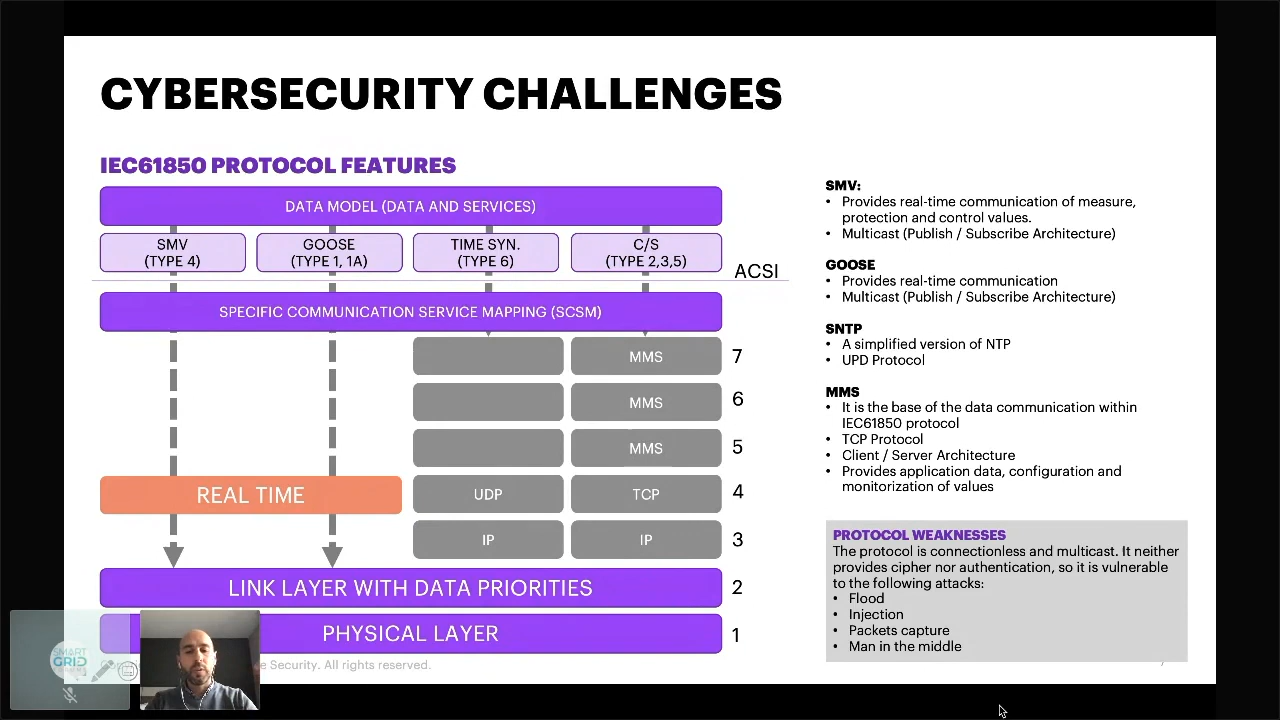 CYBERSECURITY CHALLENGES
IEC61850 PROTOCOL FEATURES
DATA MODEL (DATA AND SERVICES)
SMV
(TYPE 4)
GOOSE
(TYPE 1, 1A)
TIME SYN.
(TYPE 6)
C/S
(TYPE 2,3,5)
ACSI
SPECIFIC COMMUNICATION SERVICE MAPPING (SCSM)
MMS
7
MMS
6
MMS
5
REAL TIME
UDP
TCP
4
IP
IP
3
LINK LAYER WITH DATA PRIORITIES
2
PHYSICAL LAYER
1
SMV:
• Provides real-time communication of measure,
protection and control values.
• Multicast (Publish / Subscribe Architecture)
GOOSE
• Provides real-time communication
• Multicast (Publish / Subscribe Architecture)
SNTP
• A simplified version of NTP
• UPD Protocol
MMS
• It is the base of the data communication within
IEC61850 protocol
• TCP Protocol
• Client / Server Architecture
• Provides application data, configuration and
monitorization of values
PROTOCOL WEAKNESSES
The protocol is connectionless and multicast. It neither
provides cipher nor authentication, so it is vulnerable
to the following attacks:
• Flood
• Injection
• Packets capture
• Man in the middle
SMART
GRID
Security. All rights reserved.